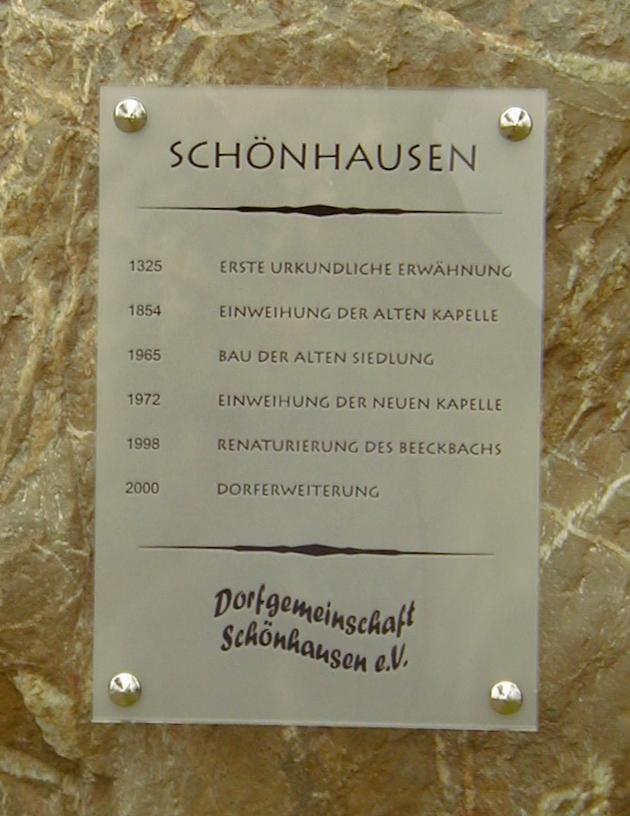 SCHÖNHAUSEN
1325 ERSTE URKUNDLICHE ERWÄHNUNG
1854 EINWEIHUNG DER ALTEN KAPELLE
1965 BAU DER ALTEN SIEDLUNG
1972 EINWEIHUNG DER NEUEN KAPELLE
1998 RENATURIERUNG DES BEECKBACHS
2000 DORFERWEITERUNG
Dorfgemeinschaft
Schönhausen e.V.